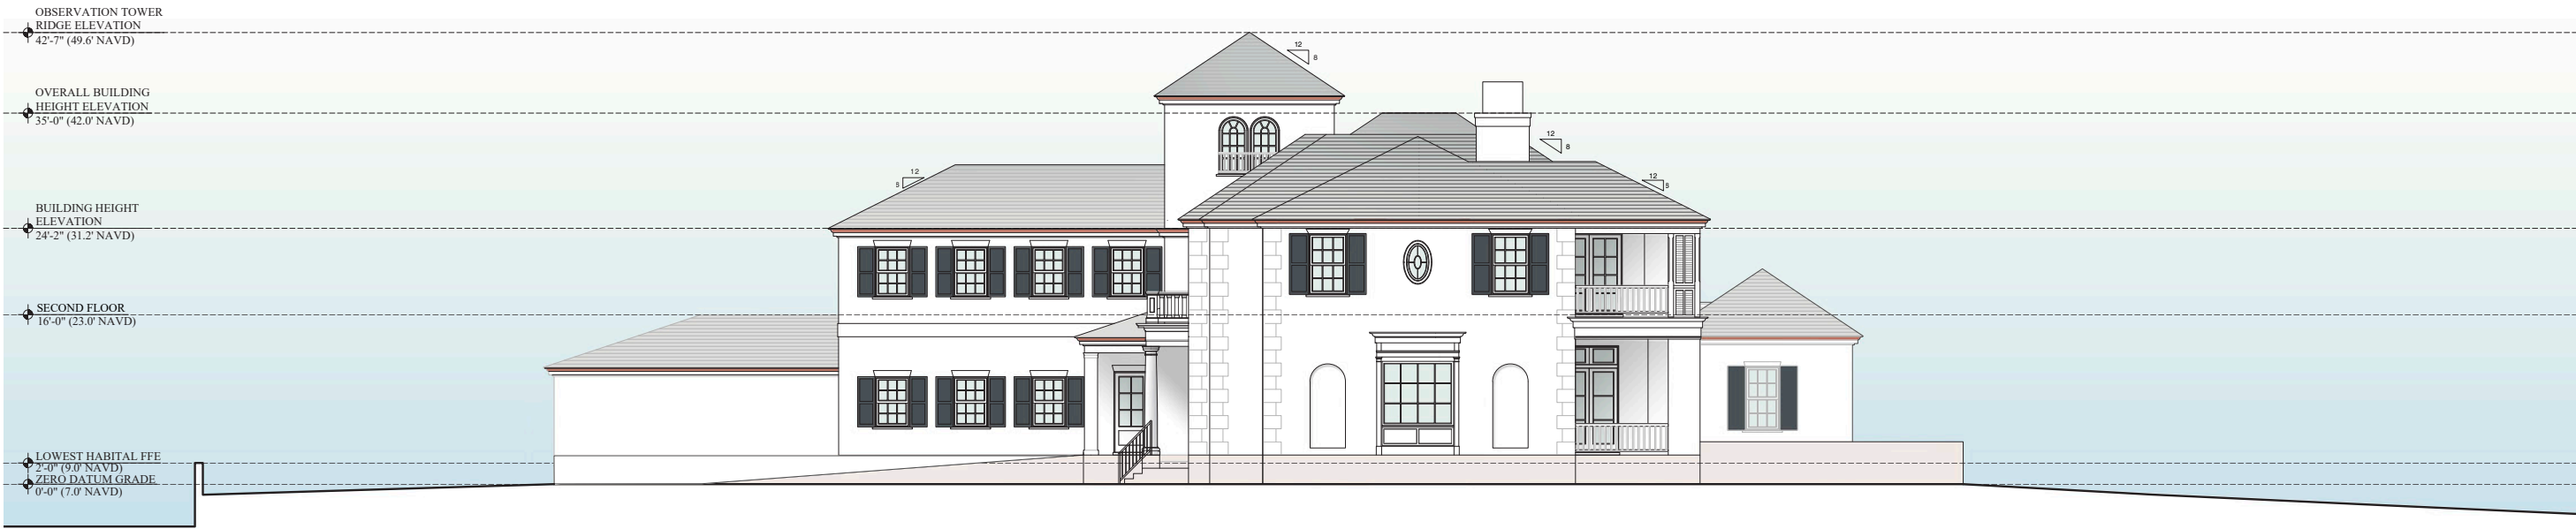 OBSERVATION TOWER
RIDGE ELEVATION
42'-7" (49.6' NAVD)
12
8
OVERALL BUILDING
HEIGHT ELEVATION
35'-0" (42.0' NAVD)
12
8
12
5
12
5
BUILDING HEIGHT
ELEVATION
24'-2" (31.2' NAVD)
SECOND FLOOR
16'-0" (23.0' NAVD)
LOWEST HABITAL FFE
2'-0" (9.0' NAVD)
ZERO DATUM GRADE
0'-0" (7.0' NAVD)